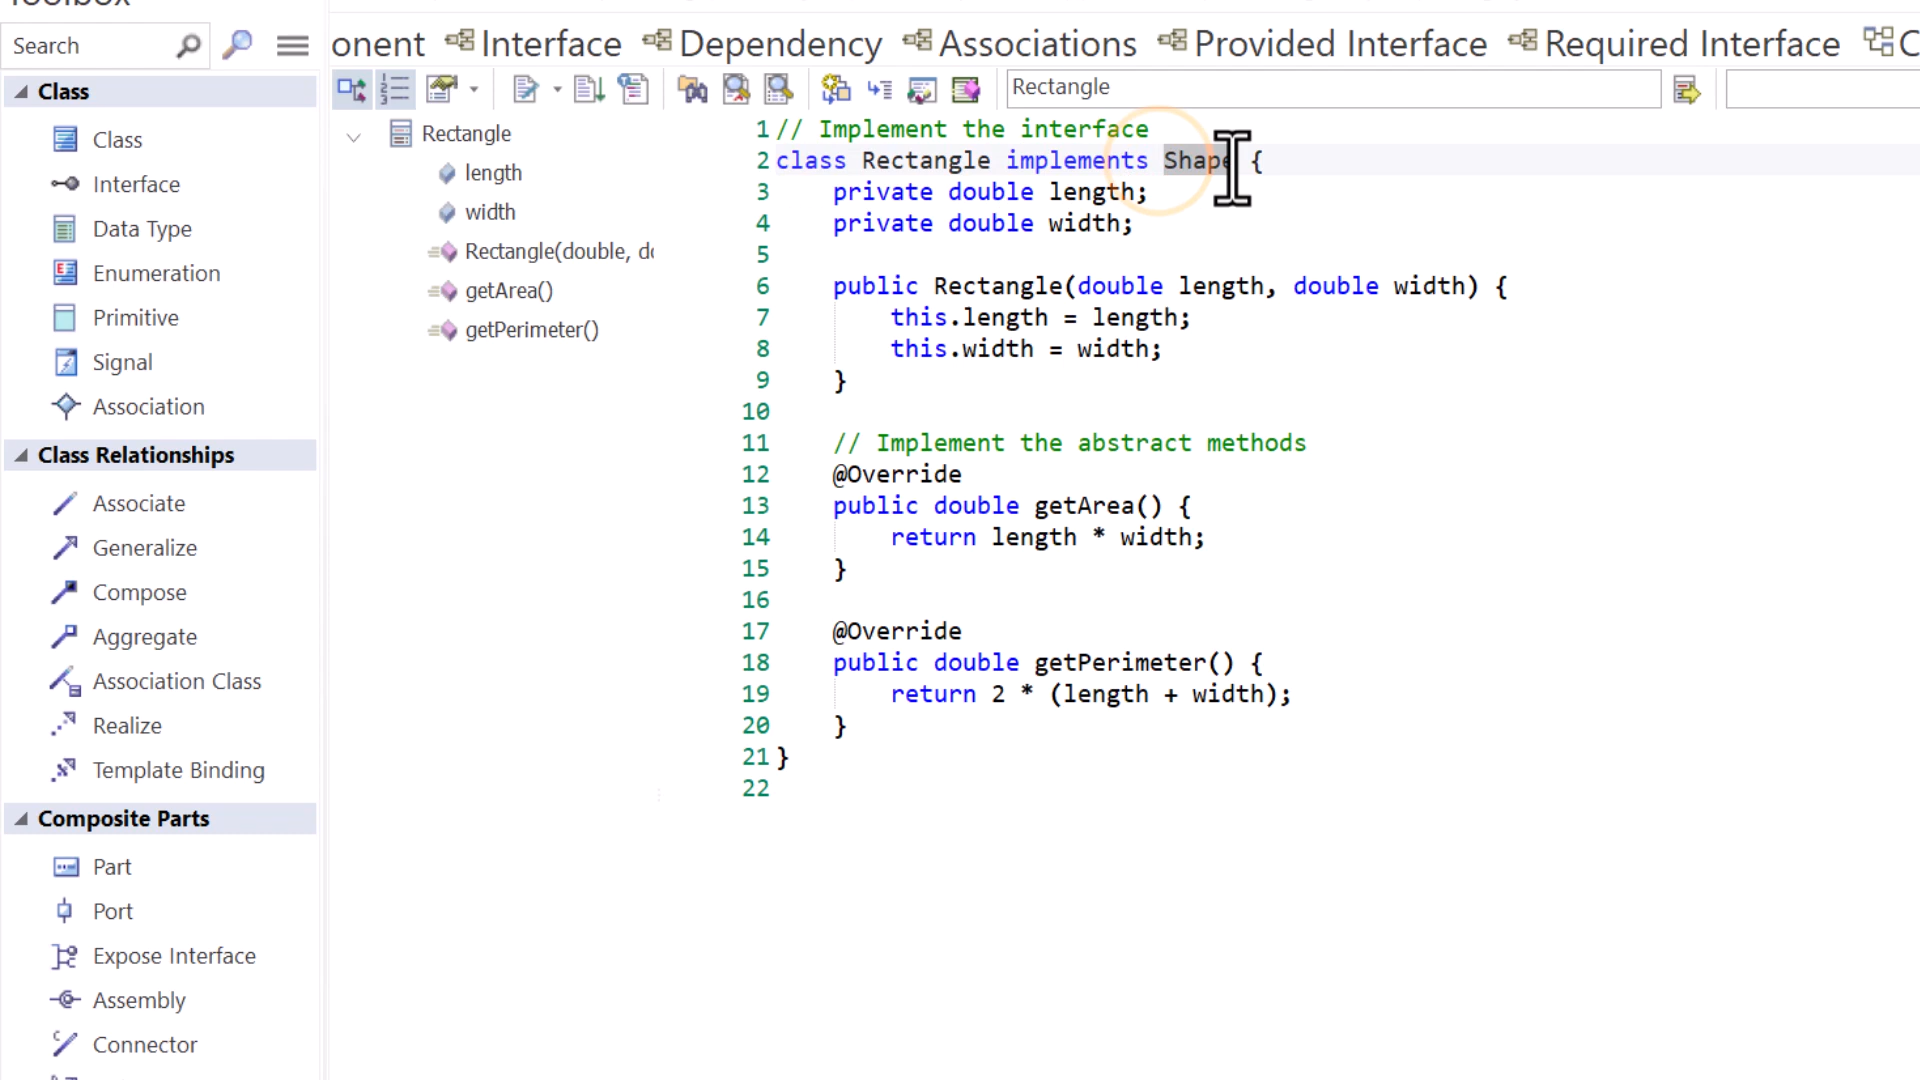 Toolbox
Search
Class
Class
Interface
Data Type
Enumeration
Primitive
Signal
Association
Class Relationships
Associate
Generalize
Compose
Aggregate
Association Class
Realize
Template Binding
Composite Parts
Part
Port
Expose Interface
Assembly
Connector
onent Interface Dependency Associations Provided Interface Required Interface C
Rectangle
Rectangle
length
width
Rectangle(double, do
getArea()
getPerimeter()
1 // Implement the interface
2 class Rectangle implements Shape {
3 private double length;
4 private double width;
5
6 public Rectangle(double length, double width) {
7 this.length = length;
8 this.width = width;
9 }
10
11 // Implement the abstract methods
12 @Override
13 public double getArea() {
14 return length * width;
15 }
16
17 @Override
18 public double getPerimeter() {
19 return 2 * (length + width);
20 }
21 }
22